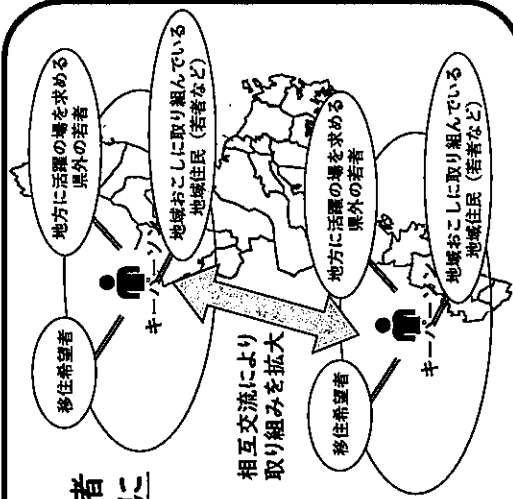 者
に
移住希望者
地方に活躍の場を求める
県外の若者
キーパーソン
地域おこしに取り組んでいる
地域住民（若者など）
相互交流により
取り組みを拡大
移住希望者
地方に活躍の場を求める
県外の若者
キーパーソン
地域おこしに取り組んでいる
地域住民（若者など）